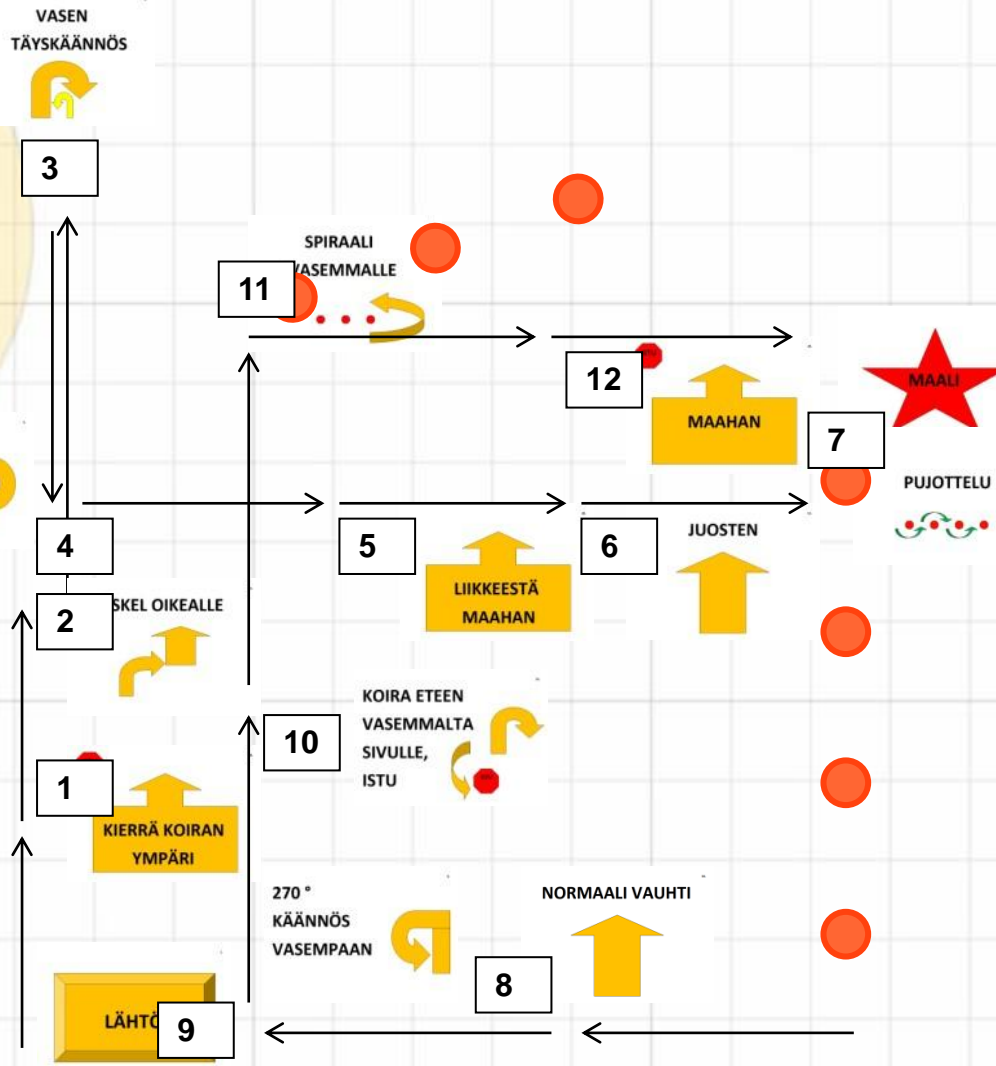 VASEN
TÄYSKÄÄNNÖS
3
SPIRAALI
VASEMMALLE
11
12
MAAHAN
MAALI
7
PUJOTTELU
4
5
LIIKKEESTÄ
MAAHAN
6
JUOSTEN
2
SKEL OIKEALLE
1
KIERRÄ KOIRAN
YMPÄRI
10
KOIRA ETEEN
VASEMMALTA
SIVULLE,
ISTU
270 °
KÄÄNNÖS
VASEMPAAN
NORMAALI VAUHTI
8
LÄHTÖ
9